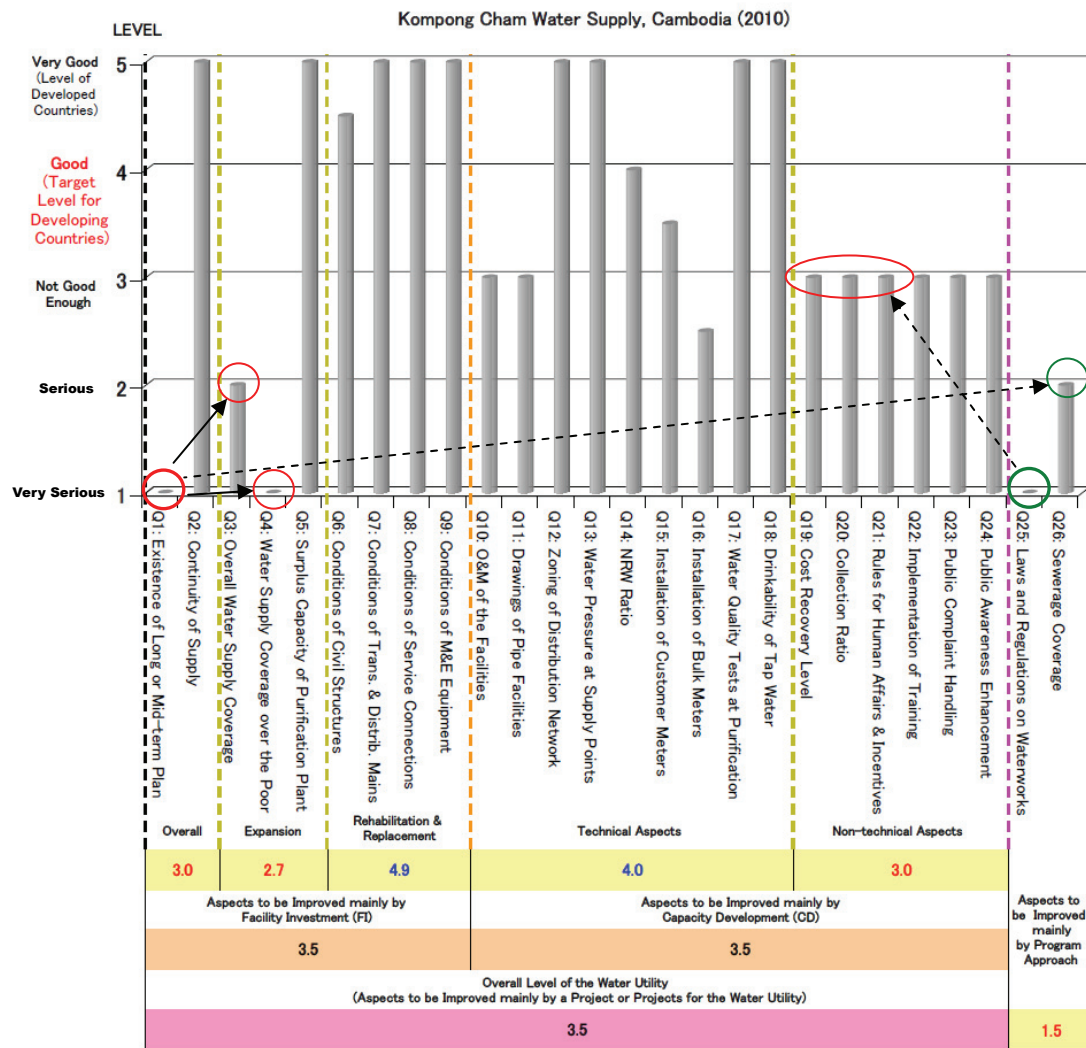 Kompong Cham Water Supply, Cambodia (2010)
LEVEL
Very Good
(Level of
Developed
Countries)
5
Good
(Target
Level for
Developing
Countries)
4
Not Good
Enough
3
Serious
2
Very Serious
1
Q1: Existence of Long or Mid-term Plan
Q2: Continuity of Supply
Q3: Overall Water Supply Coverage
Q4: Water Supply Coverage over the Poor
Q5: Surplus Capacity of Purification Plant
Q6: Conditions of Civil Structures
Q7: Conditions of Trans. & Distrib. Mains
Q8: Conditions of Service Connections
Q9: Conditions of M&E Equipment
Q10: O&M of the Facilities
Q11: Drawings of Pipe Facilities
Q12: Zoning of Distribution Network
Q13: Water Pressure at Supply Points
Q14: NRW Ratio
Q15: Installation of Customer Meters
Q16: Installation of Bulk Meters
Q17: Water Quality Tests at Purification
Q18: Drinkability of Tap Water
Q19: Cost Recovery Level
Q20: Collection Ratio
Q21: Rules for Human Affairs & Incentives
Q22: Implementation of Training
Q23: Public Complaint Handling
Q24: Public Awareness Enhancement
Q25: Laws and Regulations on Waterworks
Q26: Sewerage Coverage
Overall
Expansion
Rehabilitation &
Replacement
Technical Aspects
Non-technical Aspects
3.0
2.7
4.9
4.0
3.0
Aspects to be Improved mainly by
Facility Investment (FI)
Aspects to be Improved mainly by
Capacity Development (CD)
Aspects to
be Improved
mainly
by Program
Approach
3.5
3.5
Overall Level of the Water Utility
(Aspects to be Improved mainly by a Project or Projects for the Water Utility)
3.5
1.5